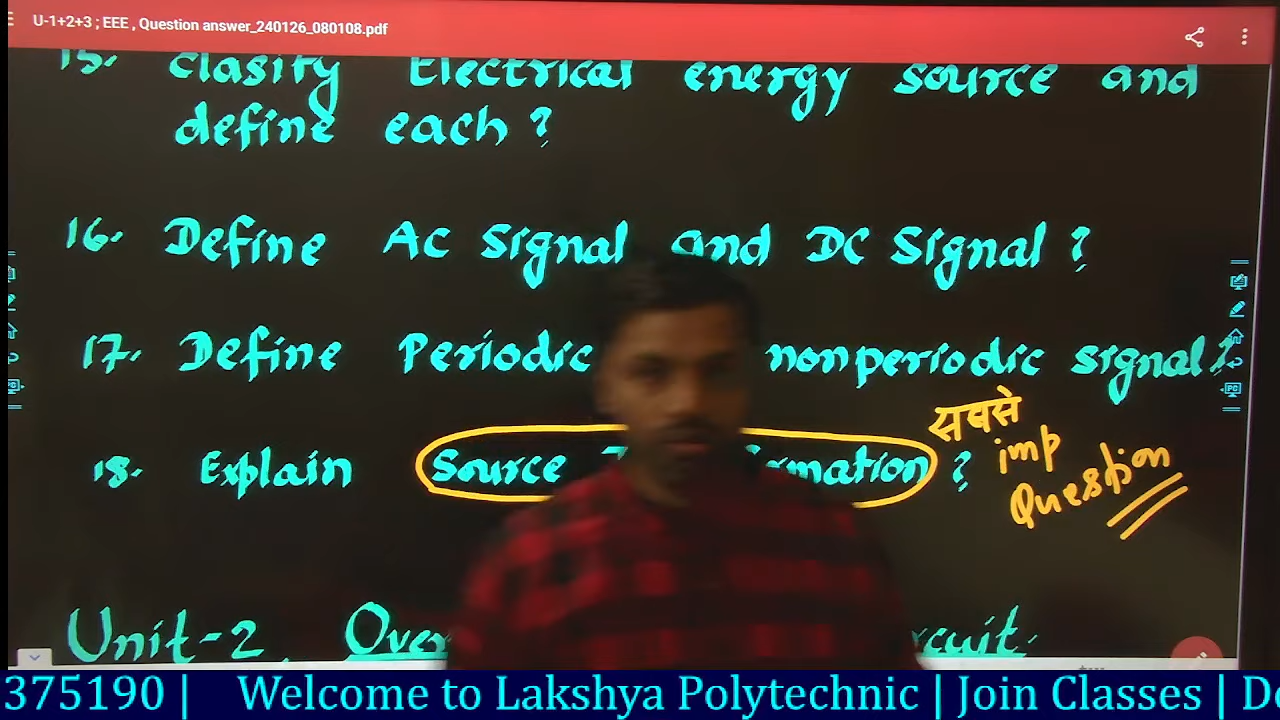 U-1+2+3 ; EEE , Question answer_240126_080108.pdf
15. Clasify Electrical energy source and
define each ?
16. Define AC Signal and DC Signal ?
17. Define Periodic nonperiodic signal ?
18. Explain Source ?
सबसे
imp
Question
Unit-2
375190 | Welcome to Lakshya Polytechnic | Join Classes |